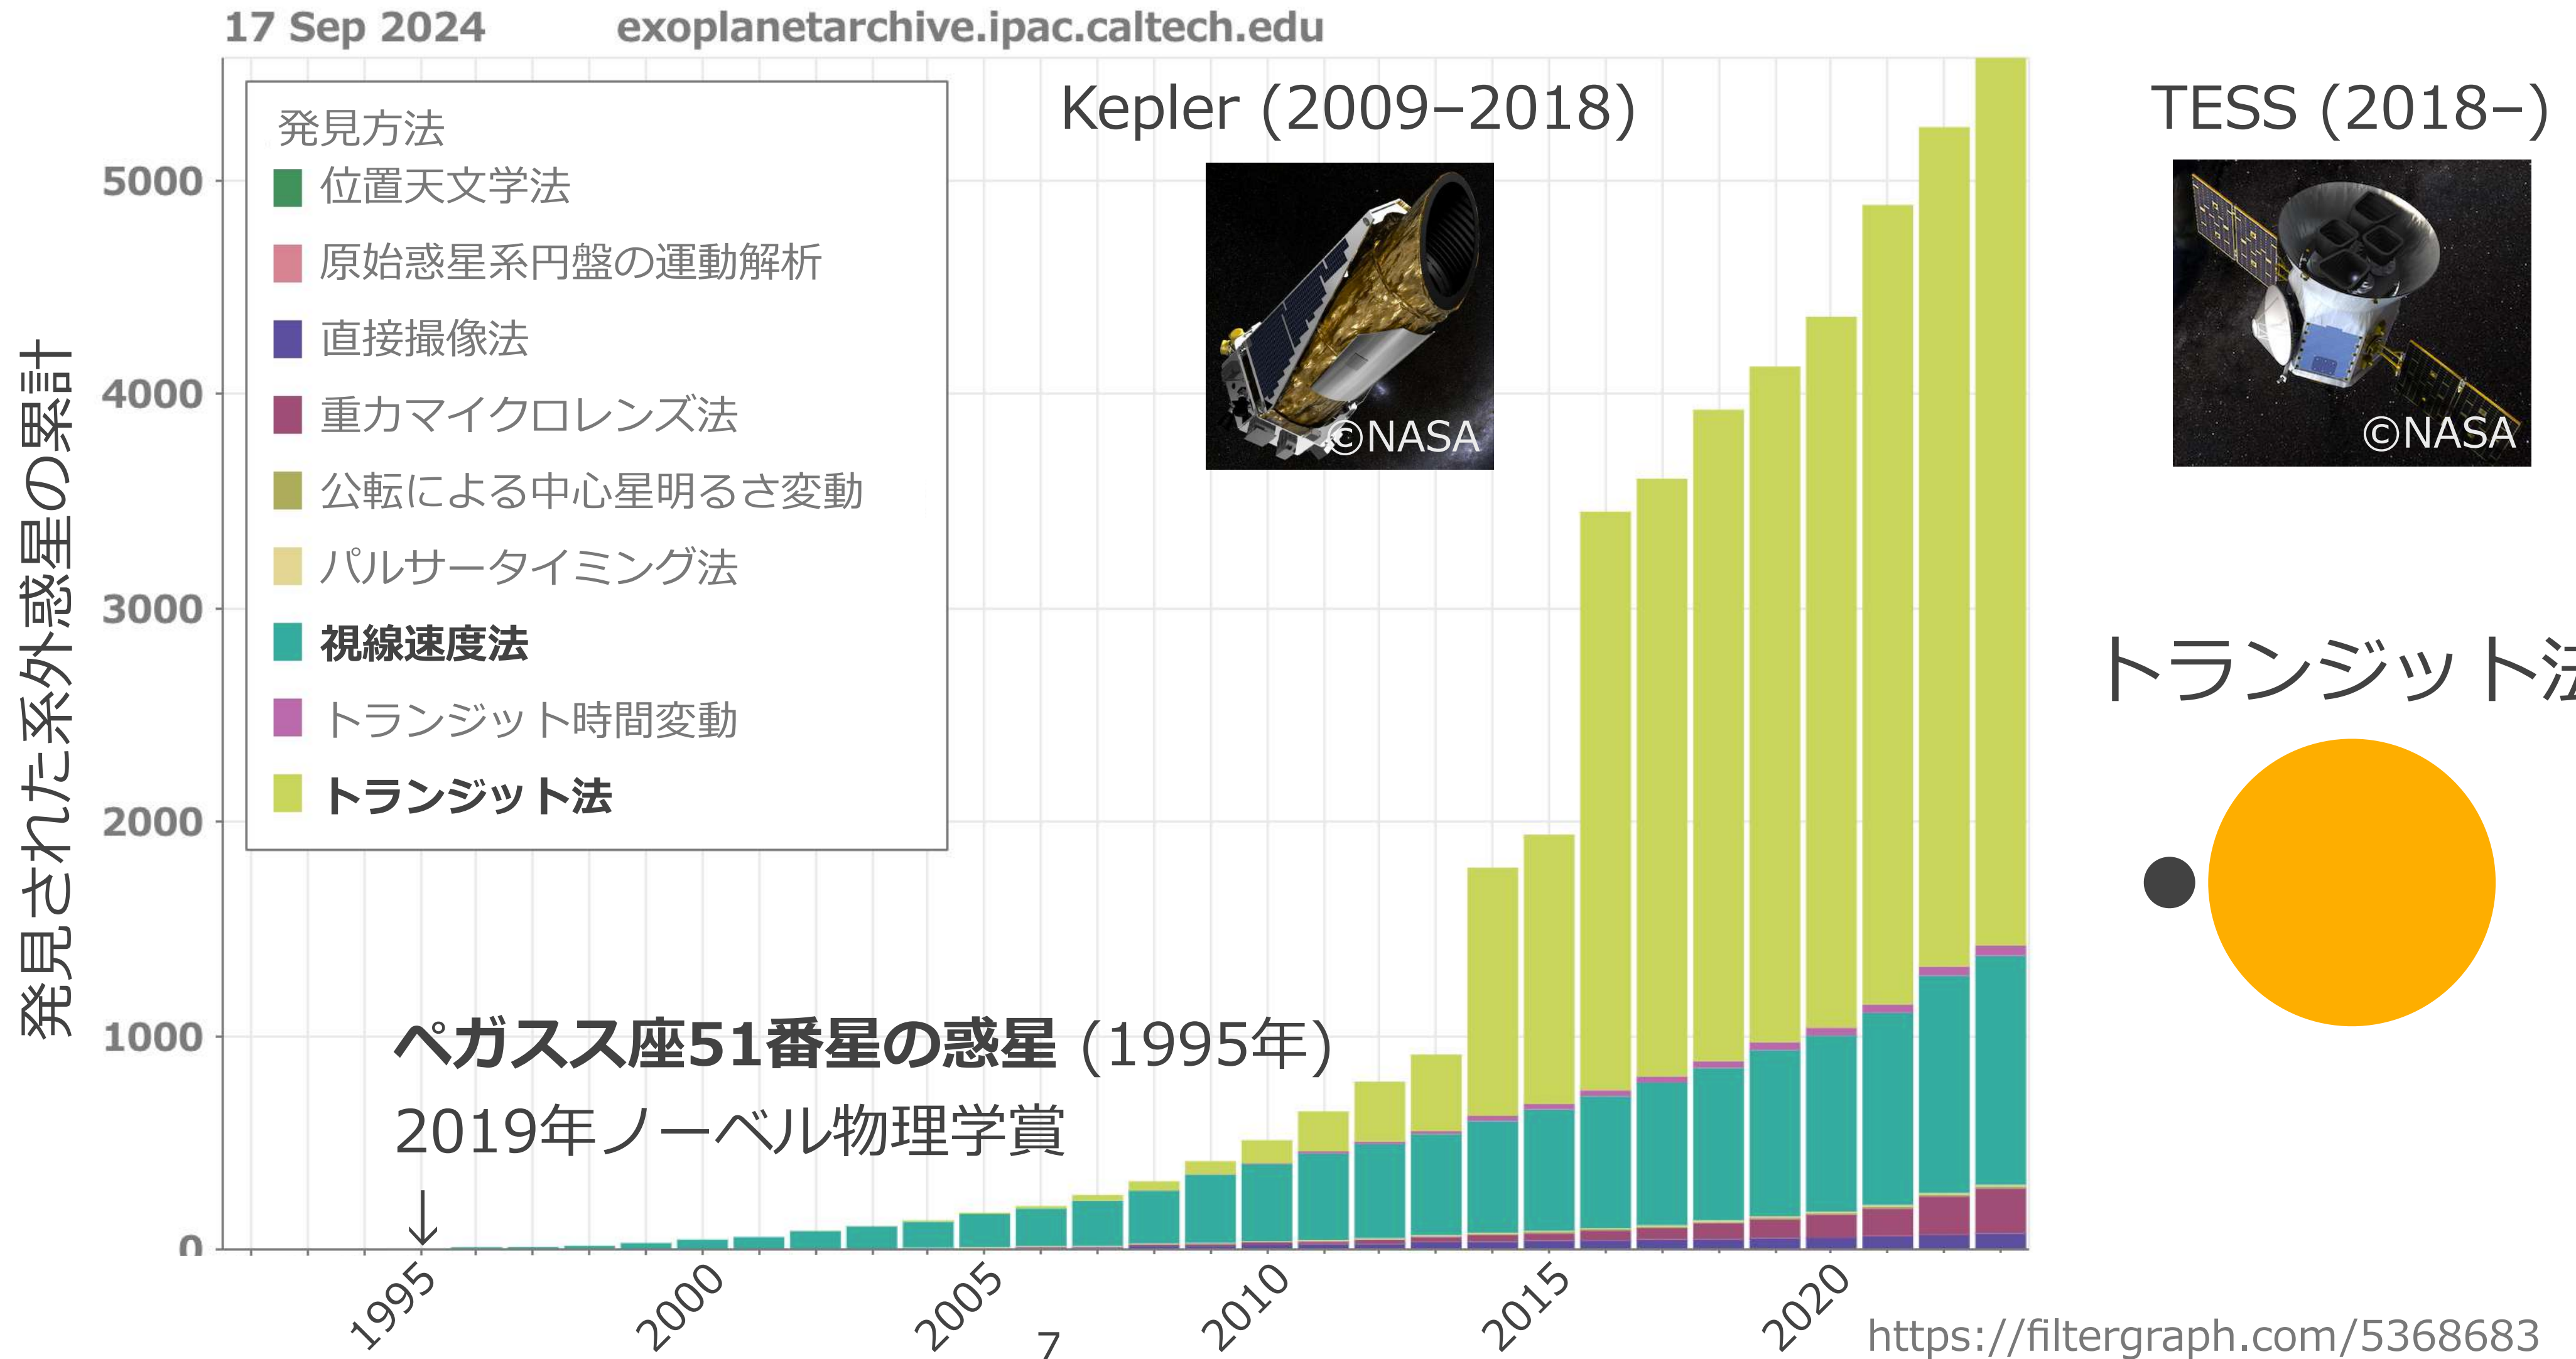 17 Sep 2024 exoplanetarchive.ipac.caltech.edu
発見された系外惑星の累計
5000
4000
3000
2000
1000
0
発見方法
位置天文学法
原始惑星系円盤の運動解析
直接撮像法
重力マイクロレンズ法
公転による中心星明るさ変動
パルサータイミング法
視線速度法
トランジット時間変動
トランジット法
Kepler (2009–2018)
©NASA
TESS (2018–)
©NASA
トランジット法
ペガスス座51番星の惑星 (1995年)
2019年ノーベル物理学賞
↓
1995 2000 2005 2010 2015 2020
7
https://filtergraph.com/5368683